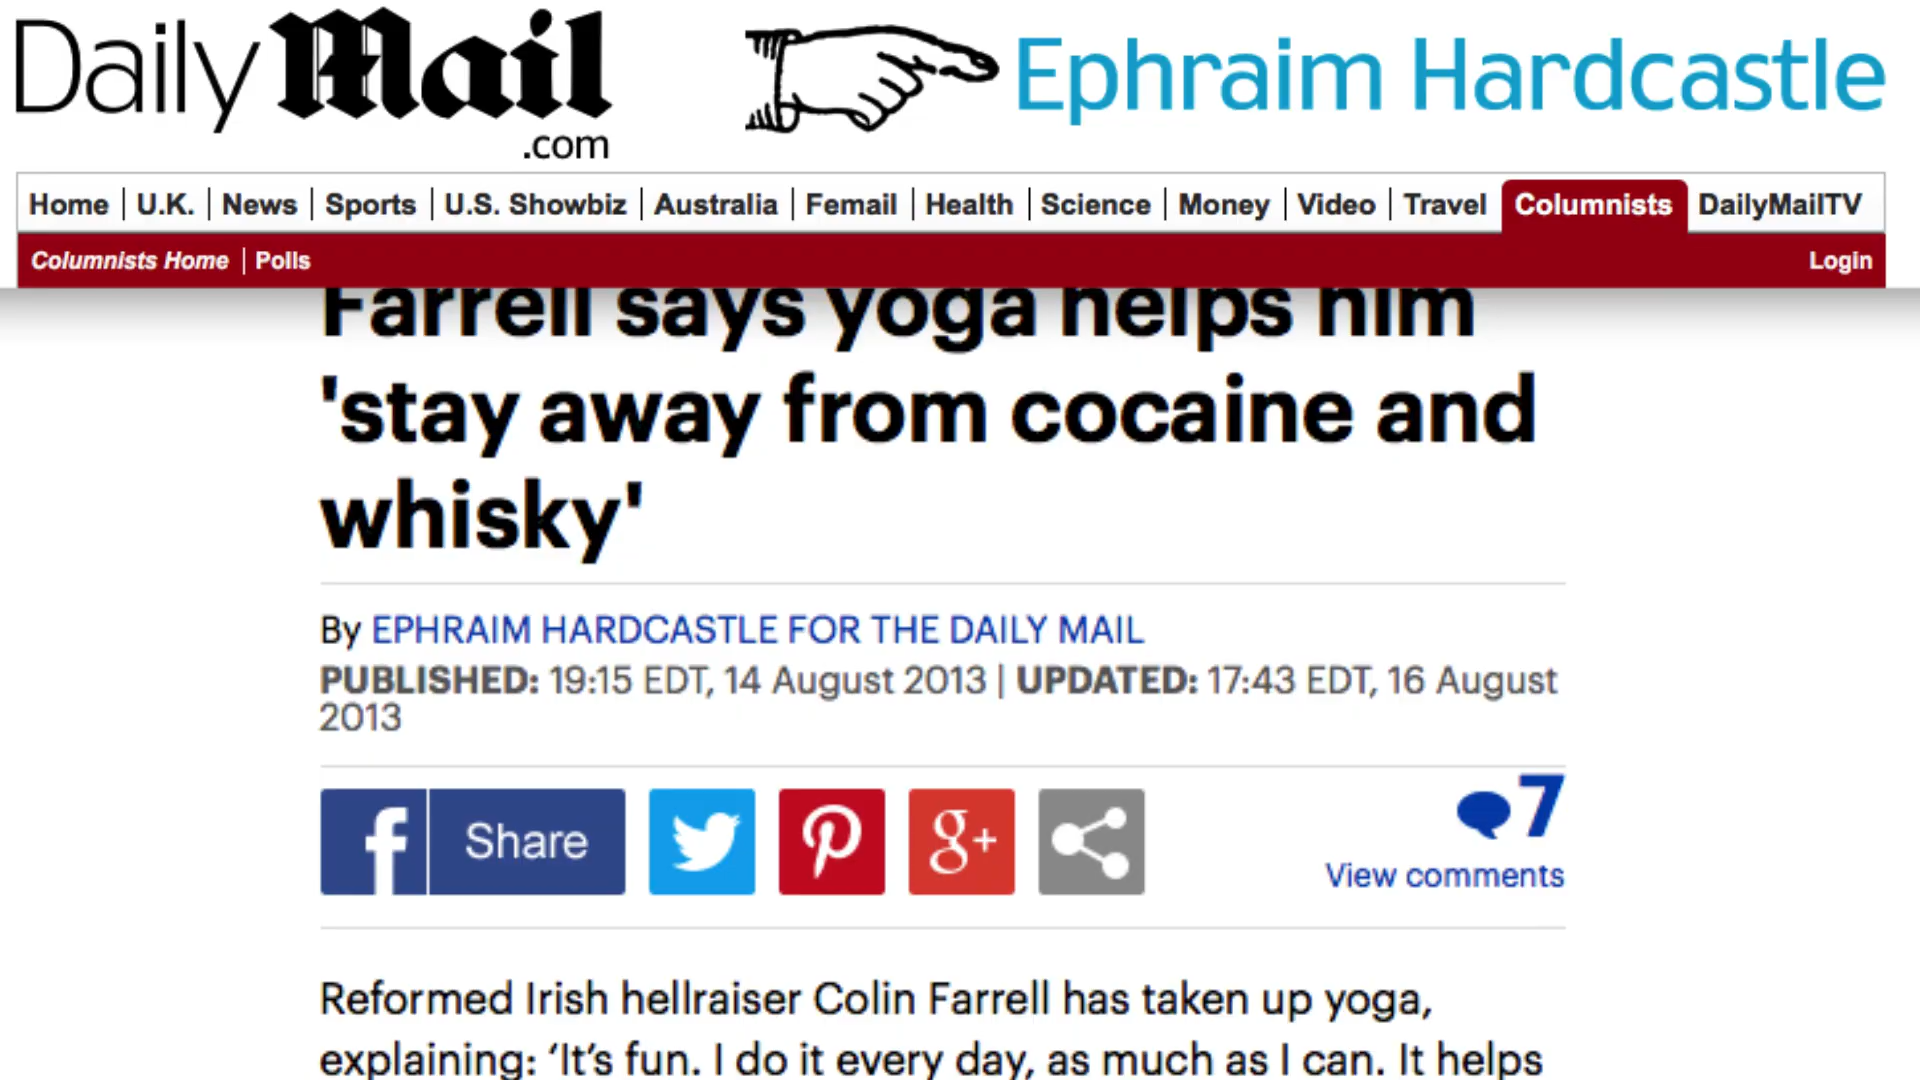 Daily Mail
.com
Ephraim Hardcastle
Home U.K. News Sports U.S. Showbiz Australia Femail Health Science Money Video Travel Columnists DailyMailTV
Columnists Home Polls Login
Farrell says yoga helps him
'stay away from cocaine and
whisky'
By EPHRAIM HARDCASTLE FOR THE DAILY MAIL
PUBLISHED: 19:15 EDT, 14 August 2013 | UPDATED: 17:43 EDT, 16 August
2013
f Share g+ 7
View comments
Reformed Irish hellraiser Colin Farrell has taken up yoga,
explaining: ‘It’s fun. I do it every day, as much as I can. It helps